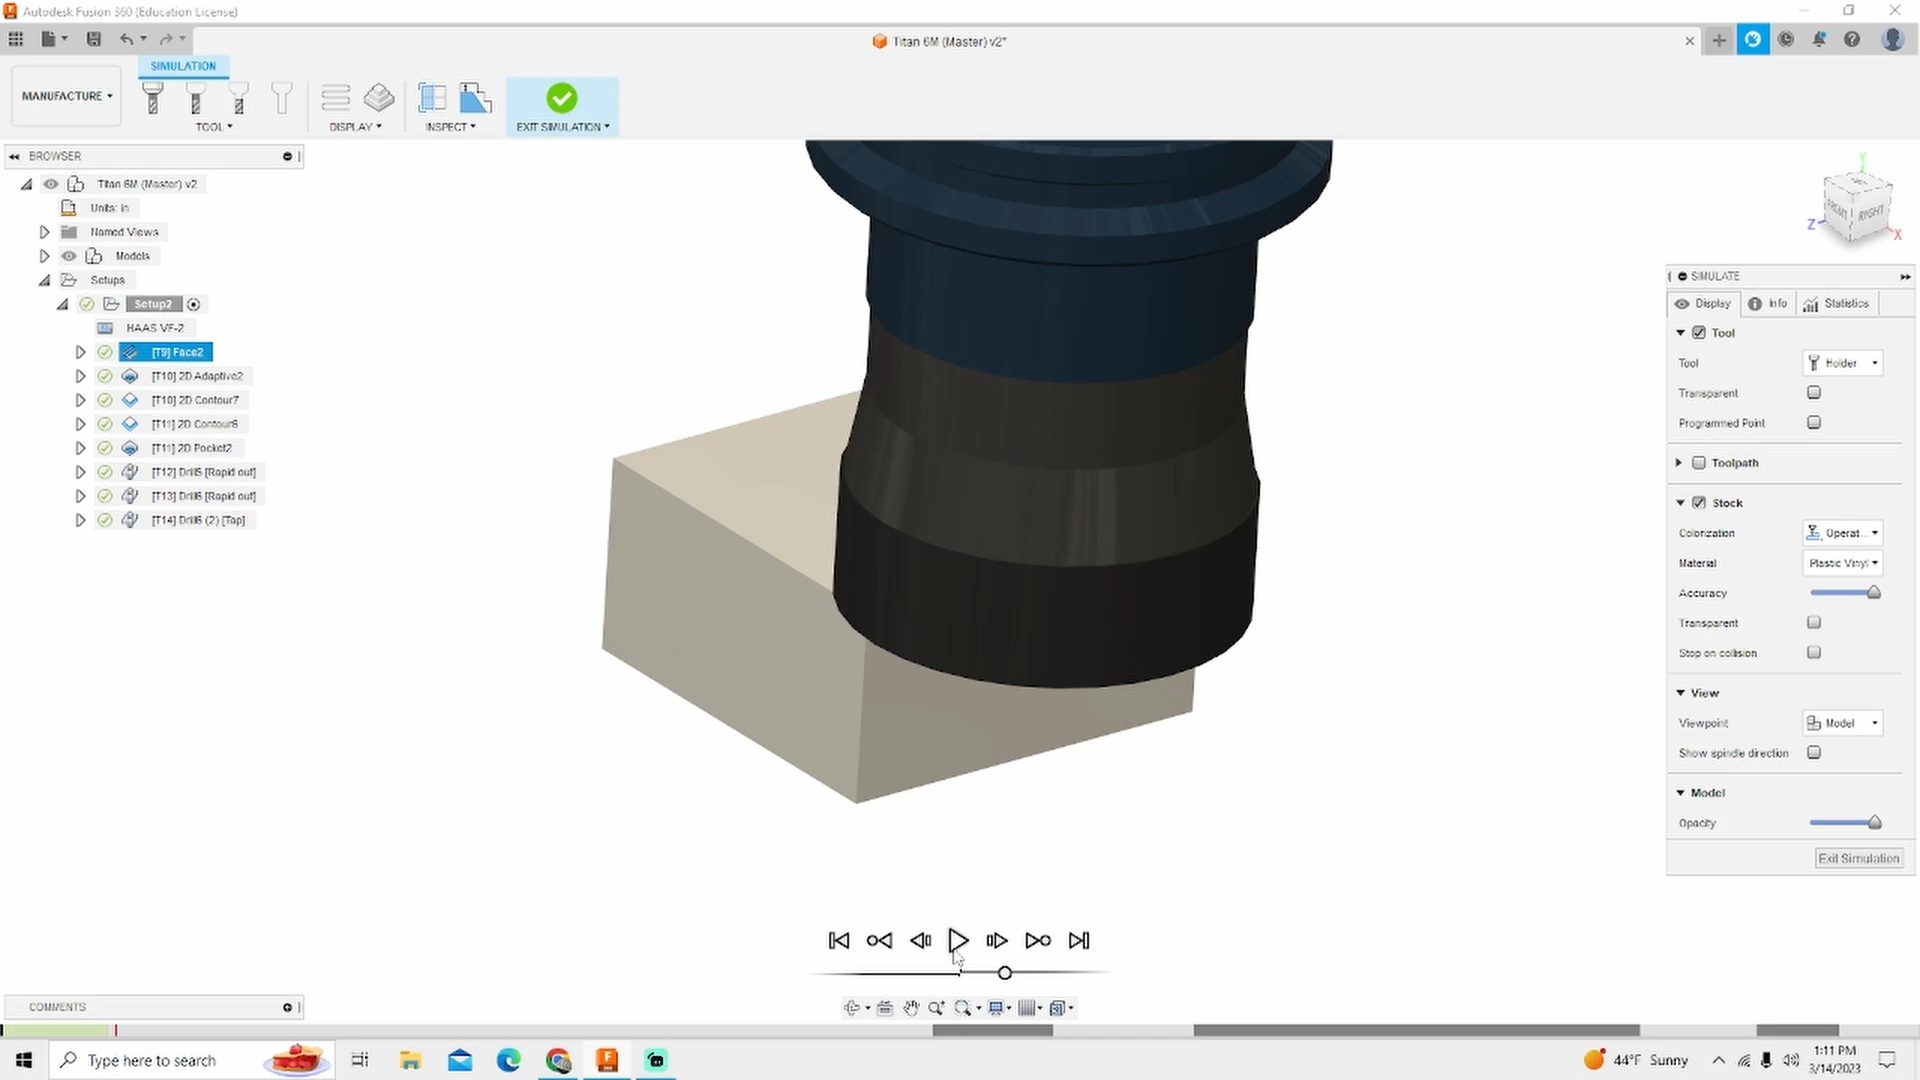 Autodesk Fusion 360 (Education License)
Titan 6M (Master) v2*
MANUFACTURE
SIMULATION
TOOL
DISPLAY
INSPECT
EXIT SIMULATION
BROWSER
Titan 6M (Master) v2
Units: in
Named Views
Models
Setups
Setup2
HAAS VF-2
[T9] Face2
[T10] 2D Adaptive2
[T10] 2D Contour7
[T11] 2D Contour6
[T11] 2D Pocket2
[T12] Drill5 [Rapid out]
[T13] Drill6 [Rapid out]
[T14] Drill6 (2) [Tap]
Y
FRONT
RIGHT
Z
X
SIMULATE
Display
Info
Statistics
Tool
Tool
Holder
Transparent
Programmed Point
Toolpath
Stock
Colorization
Operat...
Material
Plastic Vinyl
Accuracy
Transparent
Stop on collision
View
Viewpoint
Model
Show spindle direction
Model
Opacity
Exit Simulation
COMMENTS
Type here to search
44°F Sunny
1:11 PM
3/14/2023